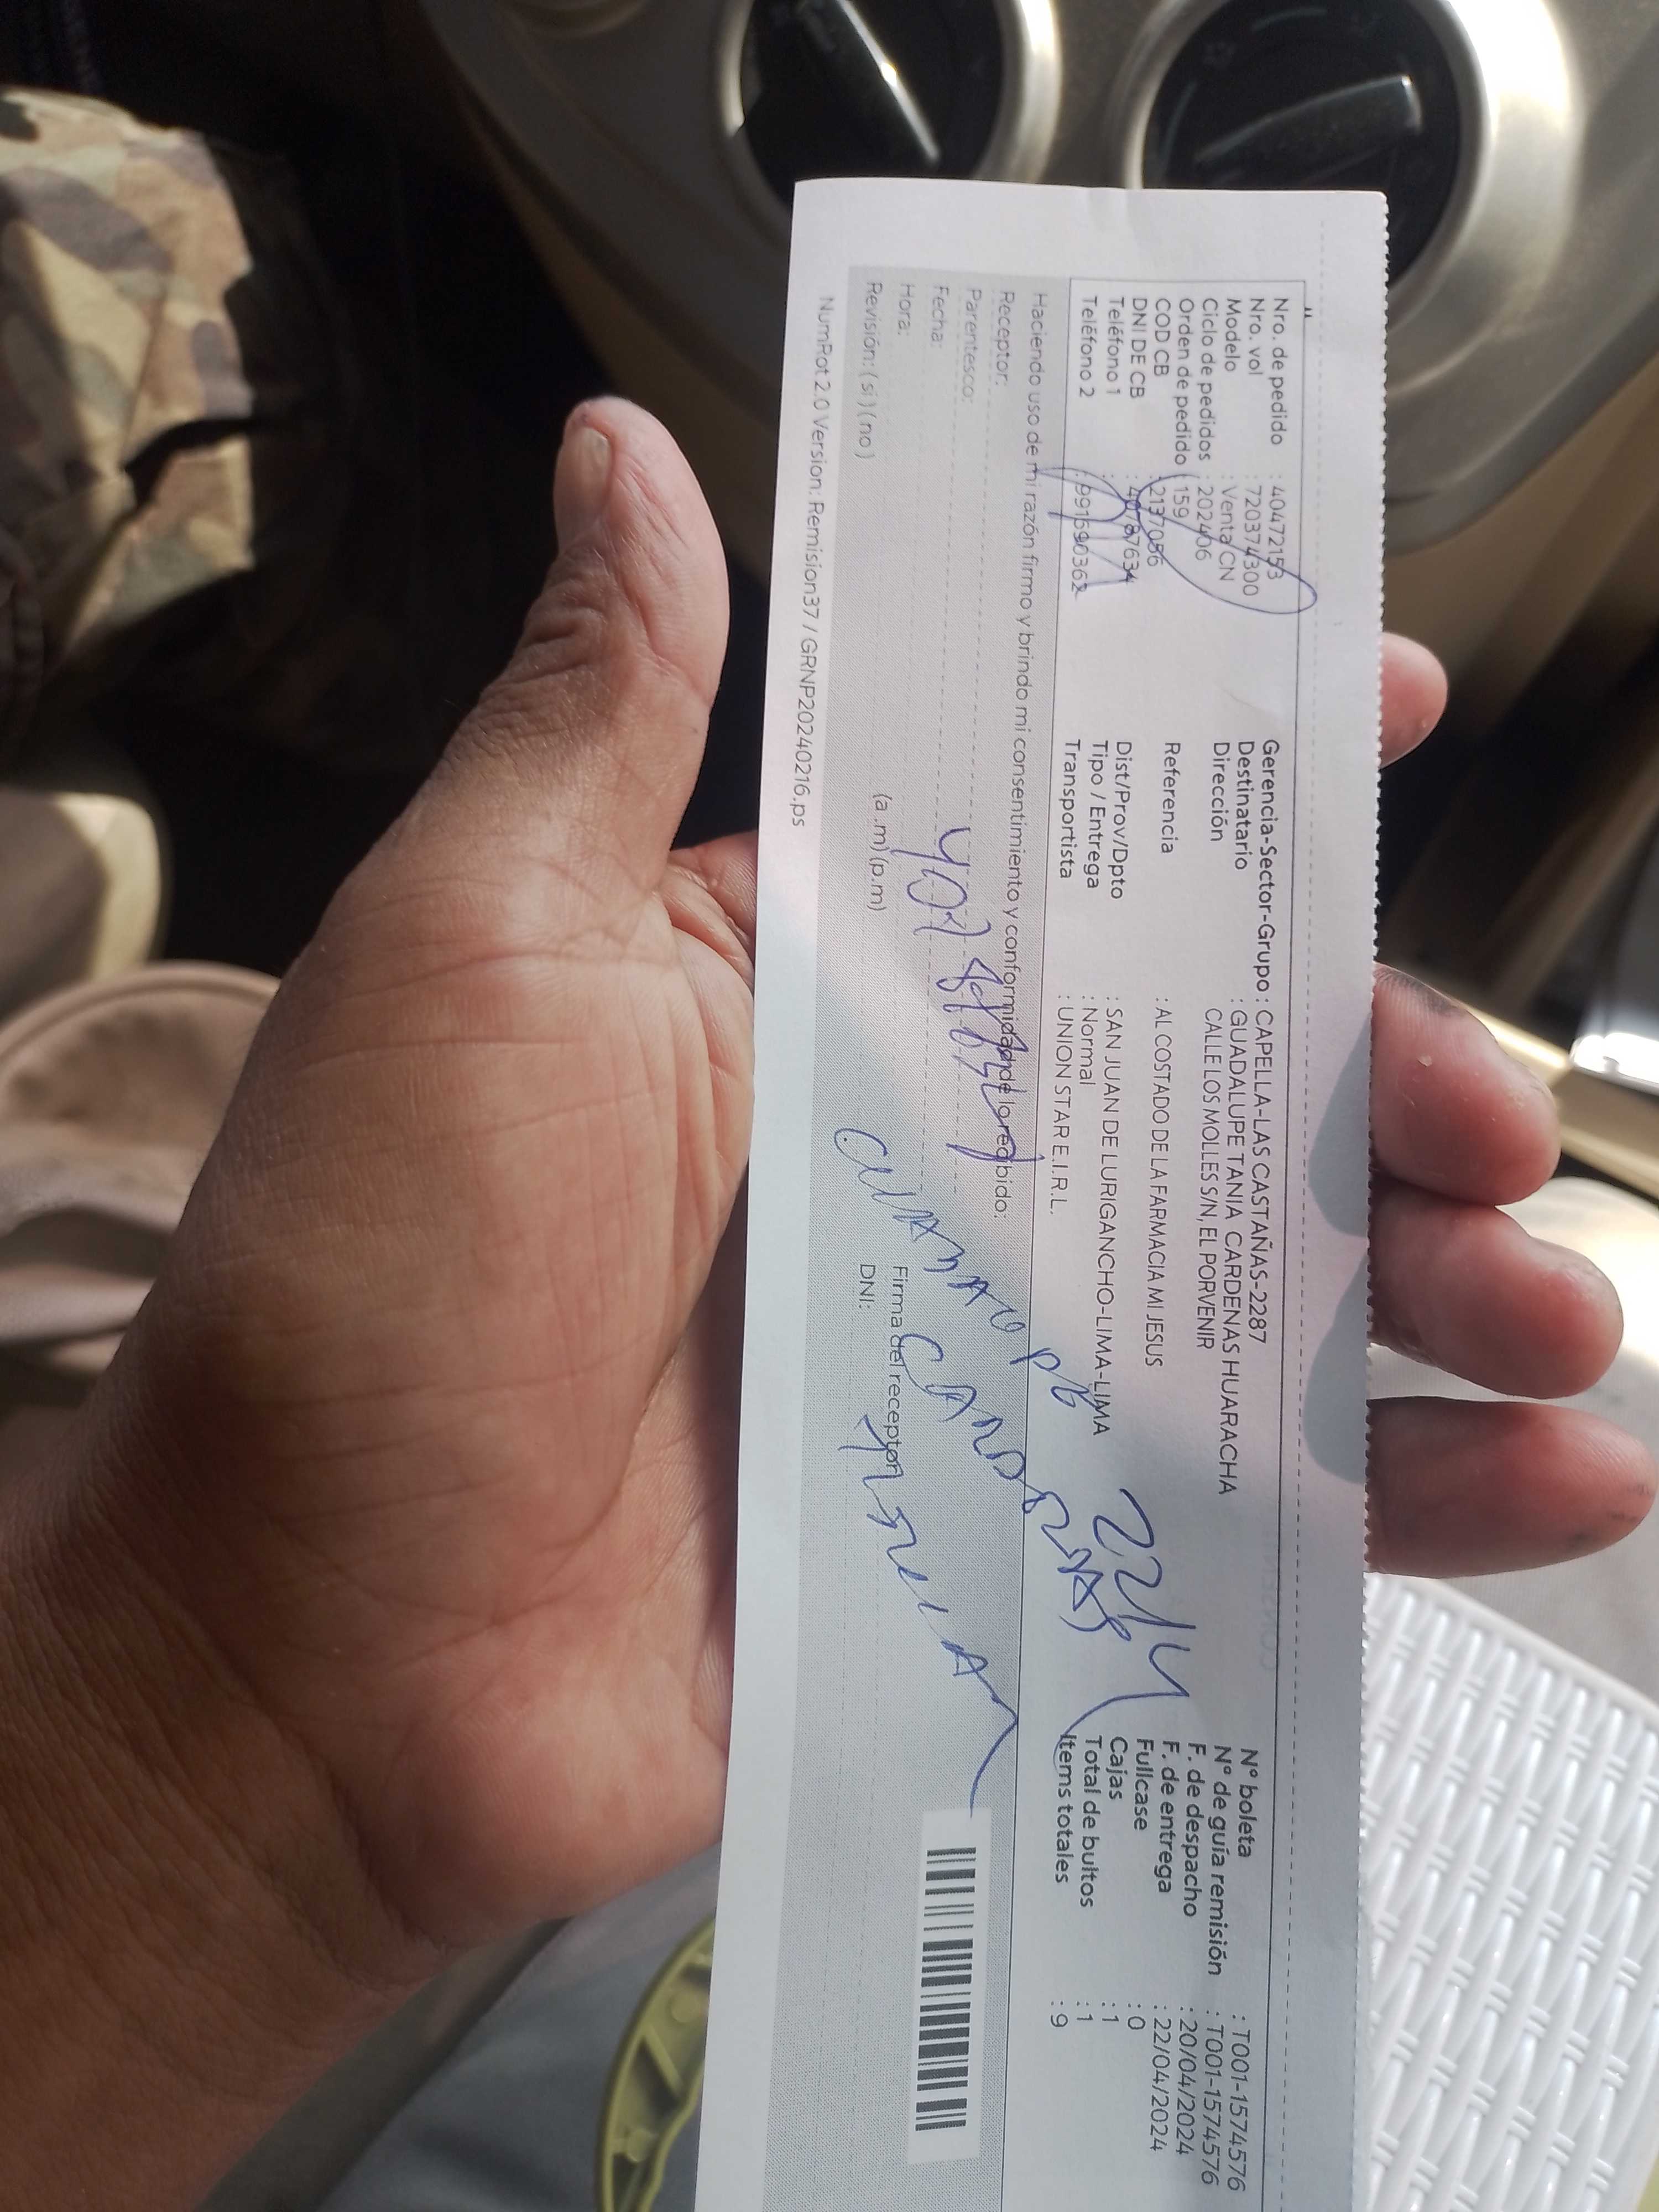 Nro. de pedido : 40472153
Nro. vol : 720374300
Modelo : Venta CN
Ciclo de pedidos : 202406
Orden de pedido : 159
COD CB : 2137056
DNI DE CB : 40787634
Teléfono 1 :
Teléfono 2 : 991590362
Gerencia-Sector-Grupo : CAPELLA-LAS CASTAÑAS-2287
Destinatario : GUADALUPE TANIA CARDENAS HUARACHA
Dirección CALLE LOS MOLLES S/N, EL PORVENIR
Referencia : AL COSTADO DE LA FARMACIA MI JESUS
Dist/Prov/Dpto : SAN JUAN DE LURIGANCHO-LIMA-LIMA
Tipo / Entrega : Normal
Transportista : UNION STAR E.I.R.L.
N° boleta : T001-1574576
N° de guía remisión : T001-1574576
F. de despacho : 20/04/2024
F. de entrega : 22/04/2024
Fullcase : 0
Cajas : 1
Total de bultos : 1
Items totales : 9
Haciendo uso de mi razón firmo y brindo mi consentimiento y conformidad de lo recibido:
Receptor:
Parentesco:
Fecha:
Hora: (a.m) (p.m)
Revisión: ( si ) ( no )
Firma del receptor
DNI:
NumRot 2.0 Version: Remision37 / GRNP20240216.ps